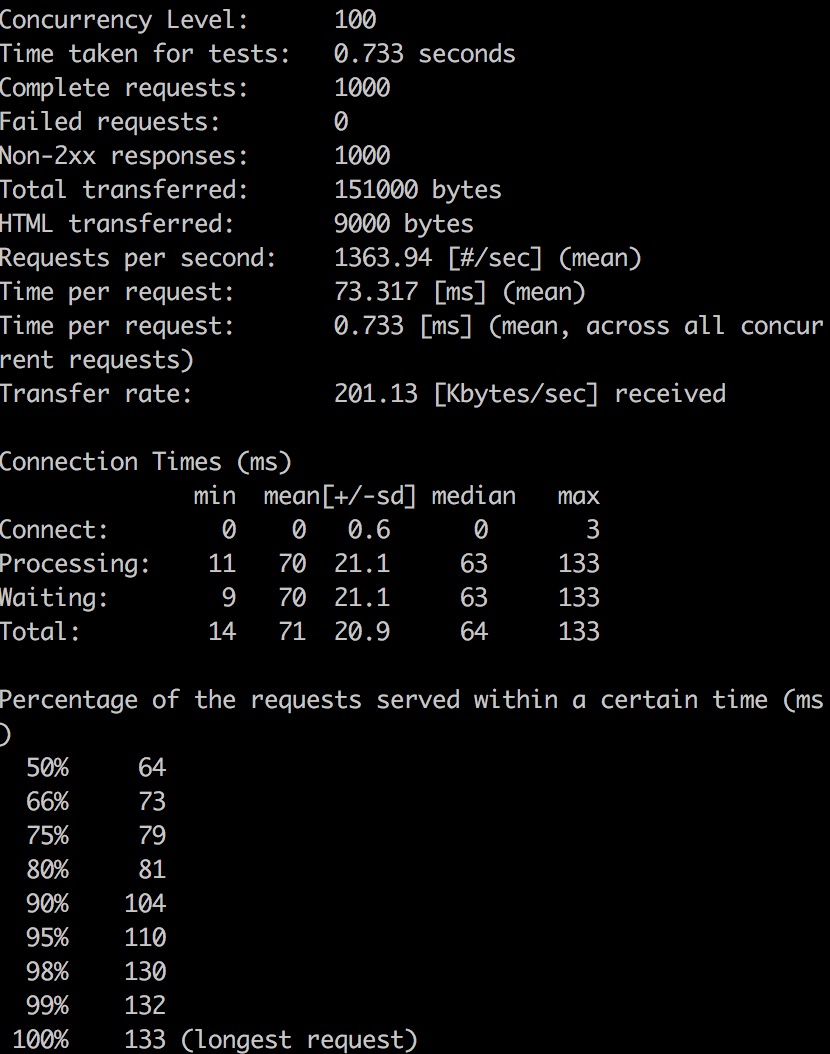 Concurrency Level:      100
Time taken for tests:   0.733 seconds
Complete requests:      1000
Failed requests:        0
Non-2xx responses:      1000
Total transferred:      151000 bytes
HTML transferred:       9000 bytes
Requests per second:    1363.94 [#/sec] (mean)
Time per request:       73.317 [ms] (mean)
Time per request:       0.733 [ms] (mean, across all concur
rent requests)
Transfer rate:          201.13 [Kbytes/sec] received

Connection Times (ms)
              min  mean[+/-sd] median   max
Connect:        0    0   0.6      0       3
Processing:    11   70  21.1     63     133
Waiting:        9   70  21.1     63     133
Total:         14   71  20.9     64     133

Percentage of the requests served within a certain time (ms
)
  50%     64
  66%     73
  75%     79
  80%     81
  90%    104
  95%    110
  98%    130
  99%    132
 100%    133 (longest request)